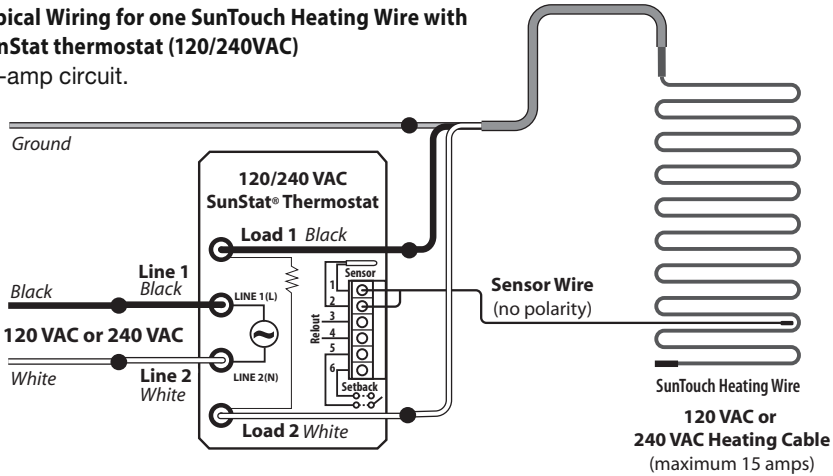 pical Wiring for one SunTouch Heating Wire with
nStat thermostat (120/240VAC)
-amp circuit.
Ground
120/240 VAC
SunStat® Thermostat
Load 1 Black
Line 1
Black
Black
LINE 1(L)
Sensor
1
2
3
4
5
6
Relout
Sensor Wire
(no polarity)
120 VAC or 240 VAC
White
Line 2
White
LINE 2(N)
Setback
Load 2 White
SunTouch Heating Wire
120 VAC or
240 VAC Heating Cable
(maximum 15 amps)